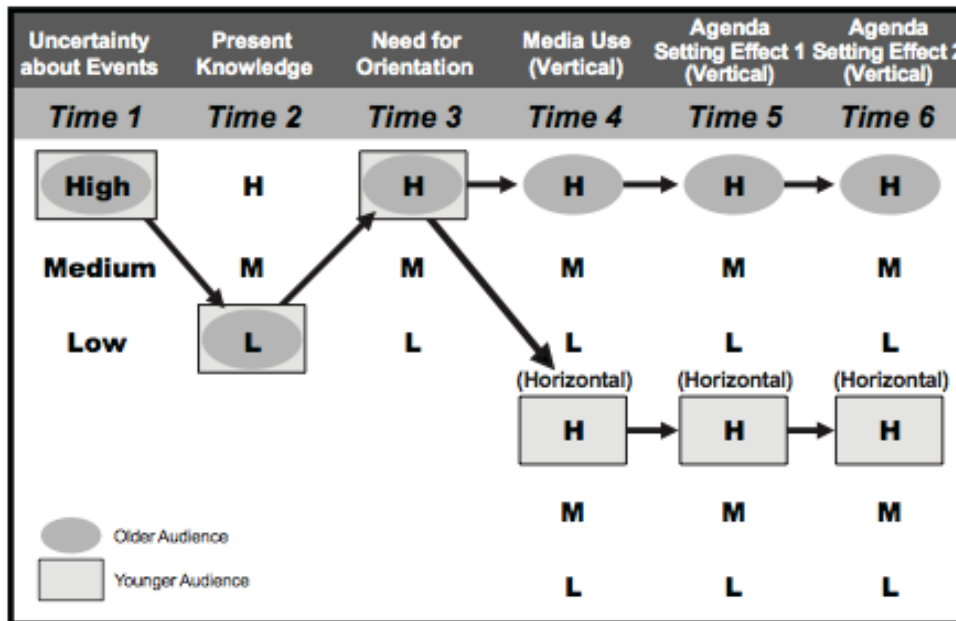 Uncertainty about Events
Present Knowledge
Need for Orientation
Media Use (Vertical)
Agenda Setting Effect 1 (Vertical)
Agenda Setting Effect 2 (Vertical)
Time 1 Time 2 Time 3 Time 4 Time 5 Time 6
High H H H H H
Medium M M M M M
Low L L L L L
(Horizontal) (Horizontal) (Horizontal)
H H H
M M M
Older Audience
Younger Audience
L L L